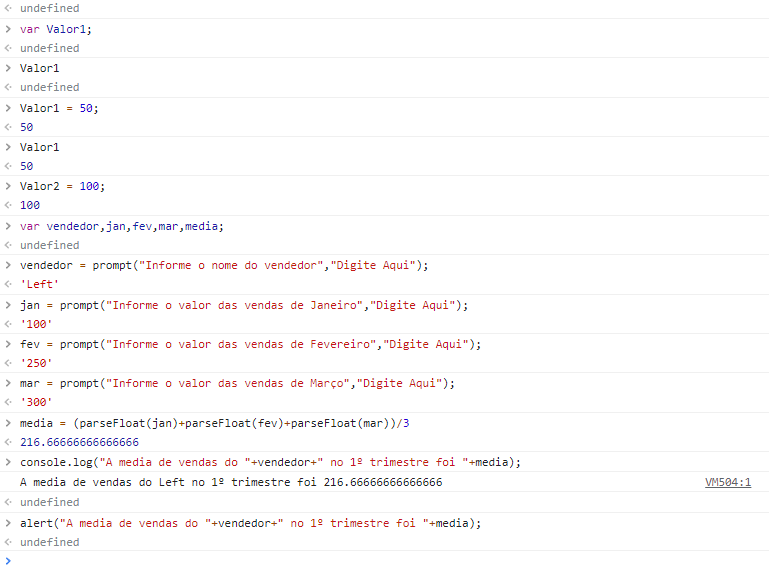 undefined
var Valor1;
undefined
Valor1
undefined
Valor1 = 50;
50
Valor1
50
Valor2 = 100;
100
var vendedor,jan,fev,mar,media;
undefined
vendedor = prompt("Informe o nome do vendedor","Digite Aqui");
'Left'
jan = prompt("Informe o valor das vendas de Janeiro","Digite Aqui");
'100'
fev = prompt("Informe o valor das vendas de Fevereiro","Digite Aqui");
'250'
mar = prompt("Informe o valor das vendas de Março","Digite Aqui");
'300'
media = (parseFloat(jan)+parseFloat(fev)+parseFloat(mar))/3
216.66666666666666
console.log("A media de vendas do "+vendedor+" no 1º trimestre foi "+media);
A media de vendas do Left no 1º trimestre foi 216.66666666666666 VM504:1
undefined
alert("A media de vendas do "+vendedor+" no 1º trimestre foi "+media);
undefined